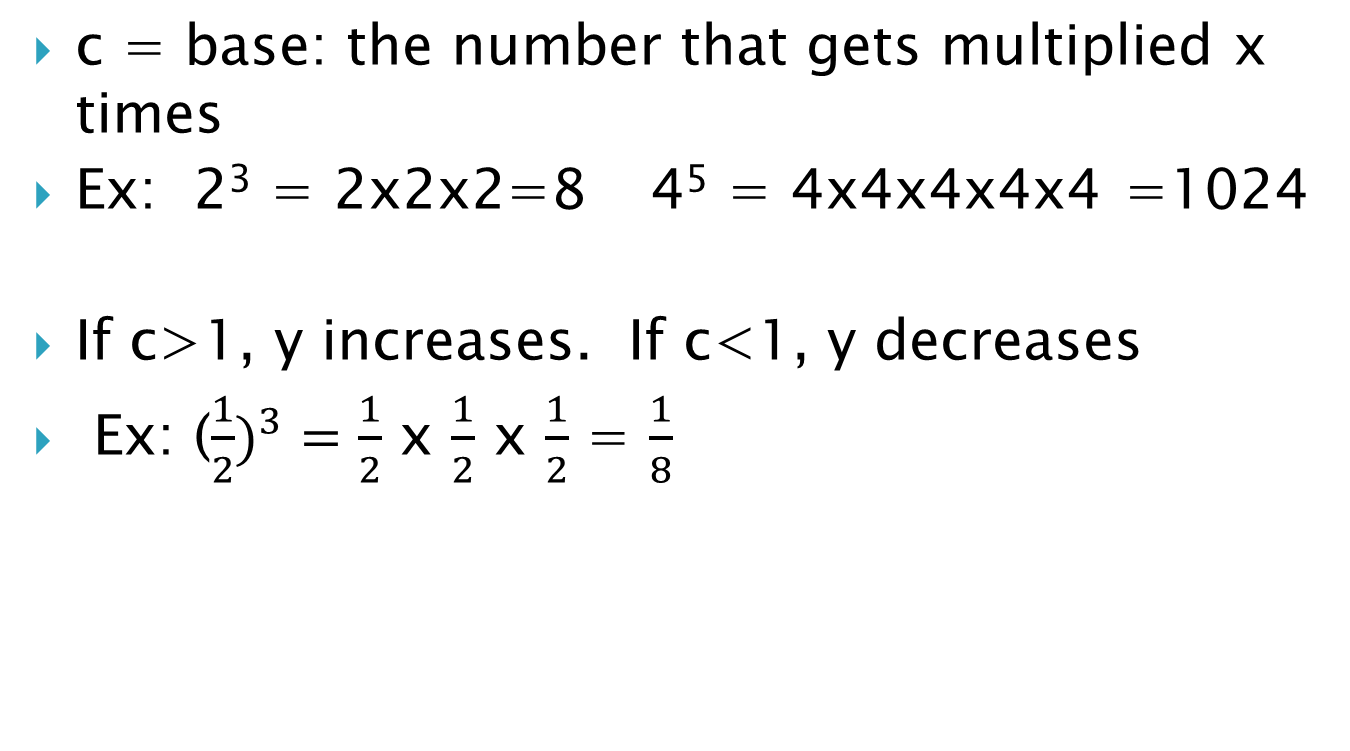 c = base: the number that gets multiplied x
times
Ex: 2³ = 2x2x2=8 4⁵ = 4x4x4x4x4 =1024
If c>1, y increases. If c<1, y decreases
Ex: (1/2)³ = 1/2 x 1/2 x 1/2 = 1/8